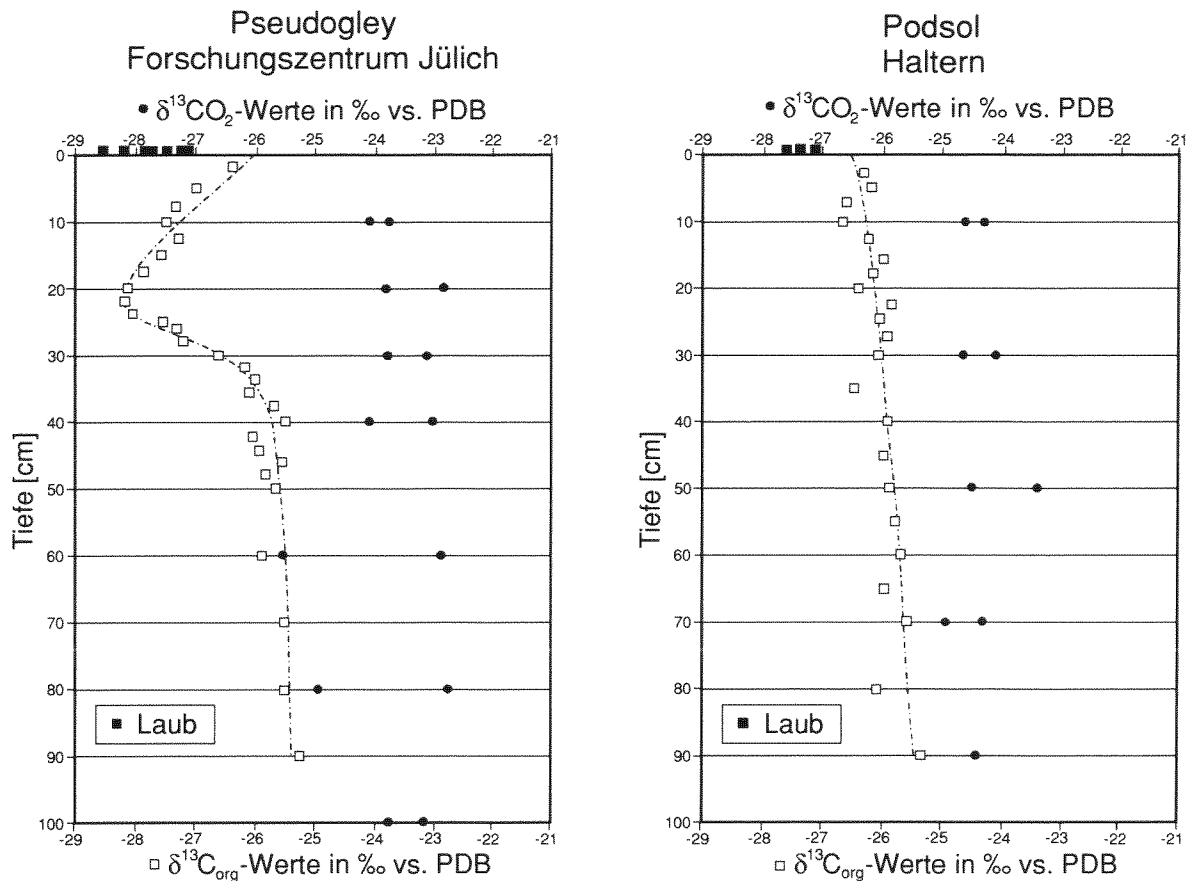 Pseudogley
Forschungszentrum Jülich
● δ¹³CO₂-Werte in ‰ vs. PDB
-29 -28 -27 -26 -25 -24 -23 -22 -21
0
10
20
30
40
50
60
70
80
90
100
Tiefe [cm]
■ Laub
-29 -28 -27 -26 -25 -24 -23 -22 -21
□ δ¹³C_org-Werte in ‰ vs. PDB
Podsol
Haltern
● δ¹³CO₂-Werte in ‰ vs. PDB
-29 -28 -27 -26 -25 -24 -23 -22 -21
0
10
20
30
40
50
60
70
80
90
100
Tiefe [cm]
■ Laub
-29 -28 -27 -26 -25 -24 -23 -22 -21
□ δ¹³C_org-Werte in ‰ vs. PDB